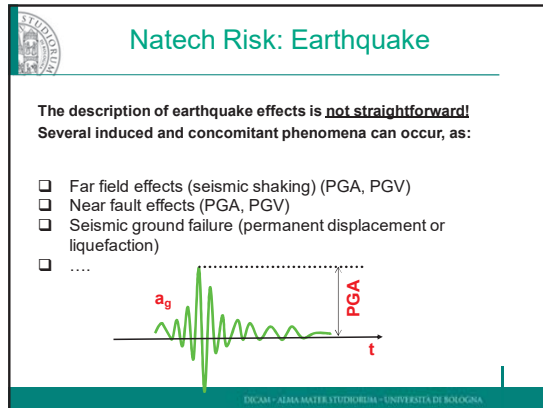 STUDIORUM
Natech Risk: Earthquake
The description of earthquake effects is not straightforward!
Several induced and concomitant phenomena can occur, as:
Far field effects (seismic shaking) (PGA, PGV)
Near fault effects (PGA, PGV)
Seismic ground failure (permanent displacement or
liquefaction)
....
ag
PGA
t
DICAM - ALMA MATER STUDIORUM - UNIVERSITÀ DI BOLOGNA